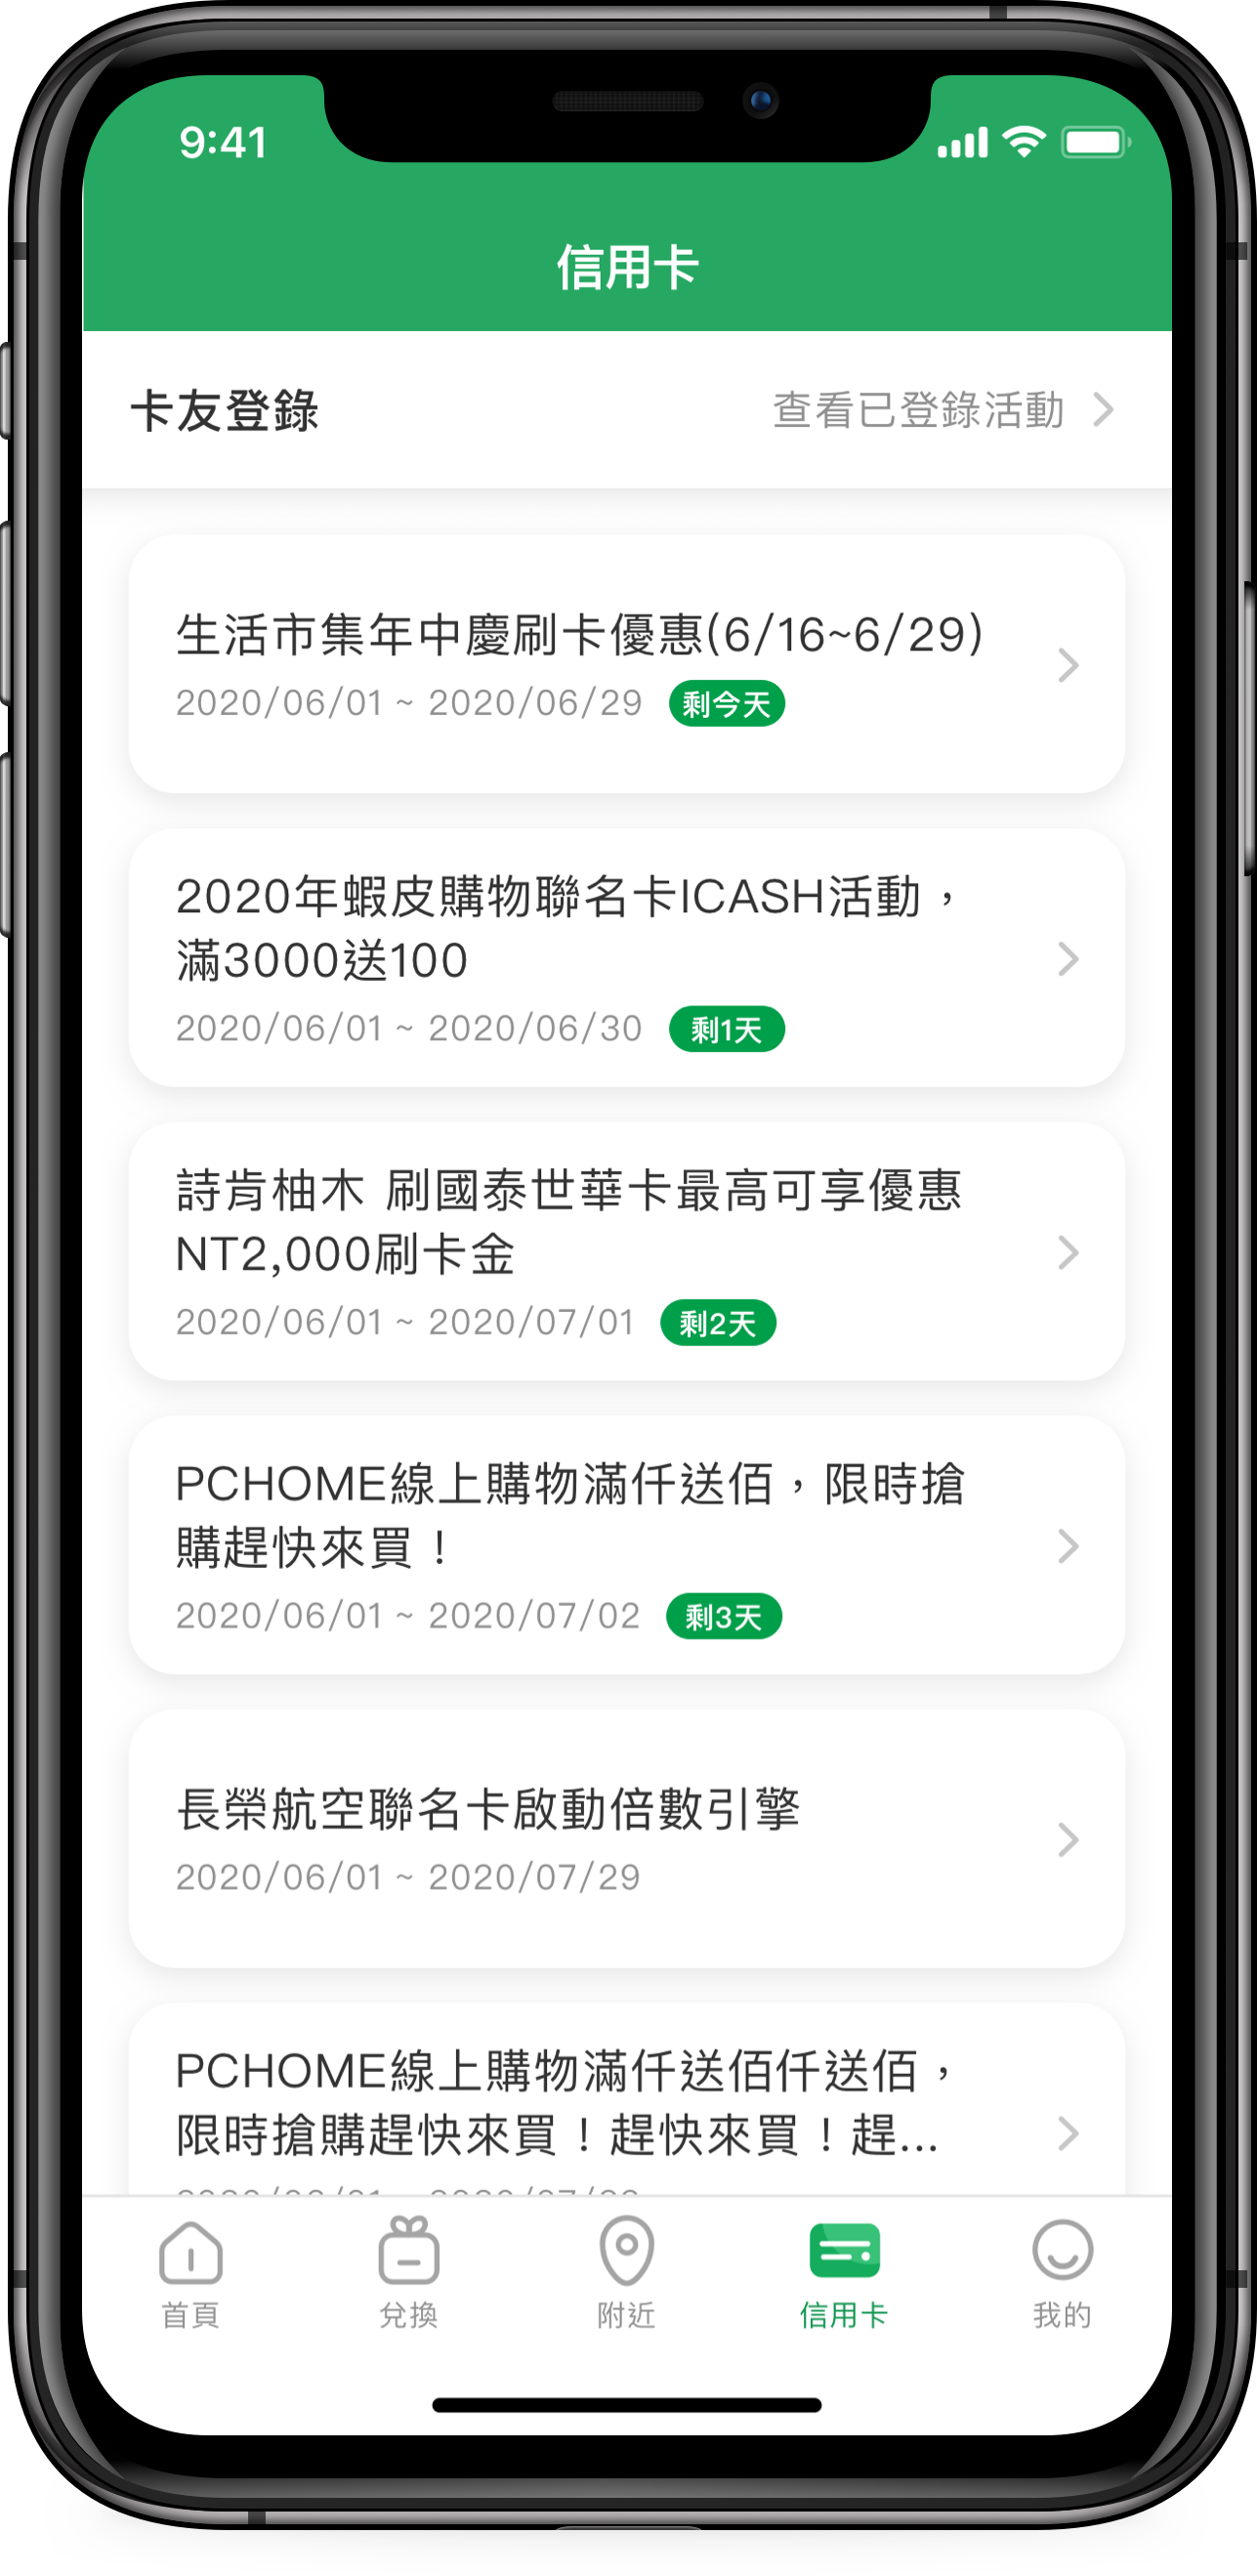 9:41
信用卡
卡友登錄
查看已登錄活動
生活市集年中慶刷卡優惠(6/16~6/29)
2020/06/01 ~ 2020/06/29 剩今天
2020年蝦皮購物聯名卡ICASH活動，
滿3000送100
2020/06/01 ~ 2020/06/30 剩1天
詩肯柚木 刷國泰世華卡最高可享優惠
NT2,000刷卡金
2020/06/01 ~ 2020/07/01 剩2天
PCHOME線上購物滿仟送佰，限時搶
購趕快來買！
2020/06/01 ~ 2020/07/02 剩3天
長榮航空聯名卡啟動倍數引擎
2020/06/01 ~ 2020/07/29
PCHOME線上購物滿仟送佰仟送佰，
限時搶購趕快來買！趕快來買！趕...
首頁 兌換 附近 信用卡 我的